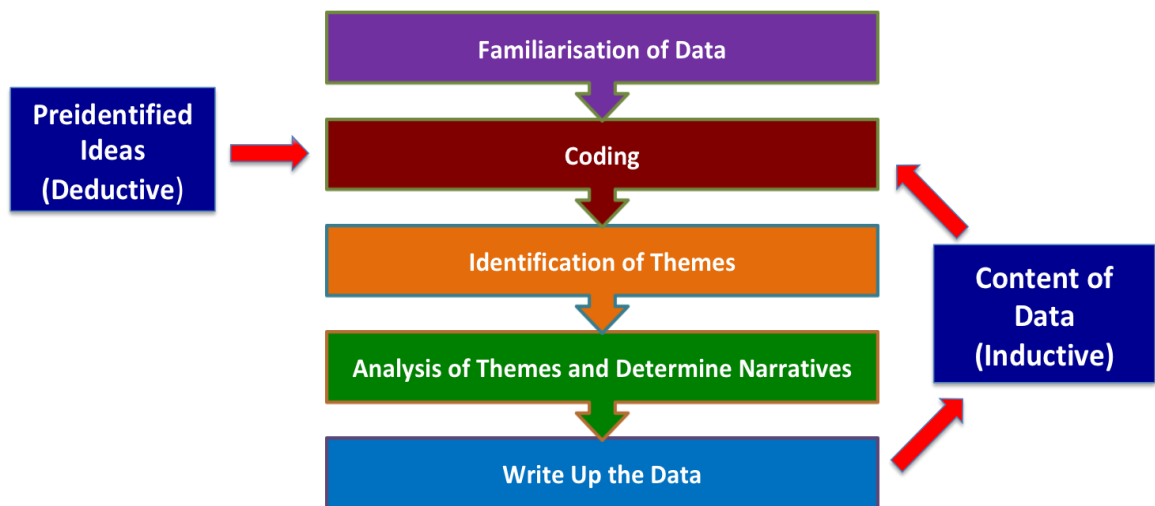 Familiarisation of Data
Preidentified
Ideas
(Deductive)
Coding
Identification of Themes
Content of
Data
(Inductive)
Analysis of Themes and Determine Narratives
Write Up the Data